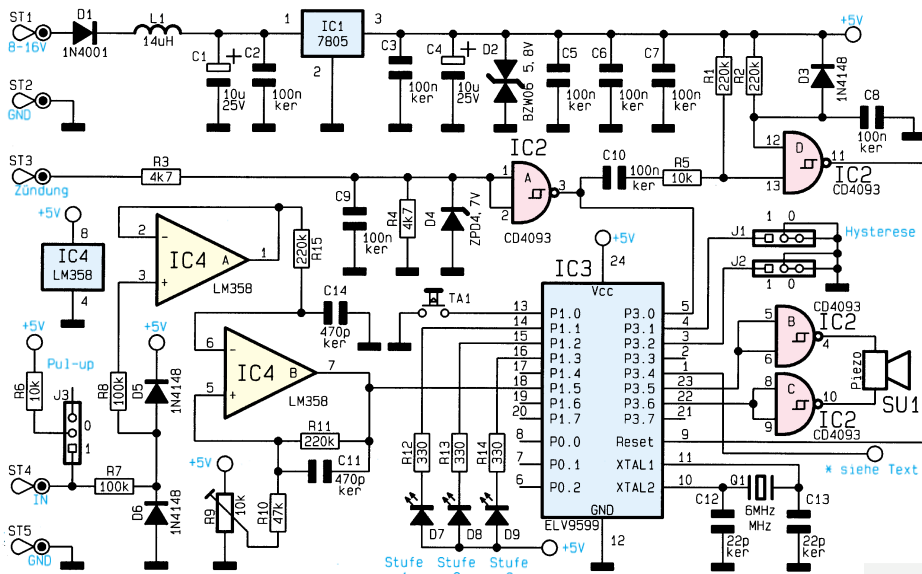 ST1
8-16V
D1
1N4001
L1
14uH
C1
10u
25V
C2
100n
ker
IC1
7805
1
2
3
C3
100n
ker
C4
10u
25V
D2
BZW06 5,8V
C5
100n
ker
C6
100n
ker
C7
100n
ker
R1
220k
R2
220k
D3
1N4148
+5V
C8
100n
ker
ST2
GND
ST3
Zündung
R3
4k7
C9
100n
ker
R4
4k7
D4
ZPD4,7V
IC2
1
A
2
3
CD4093
C10
100n
ker
R5
10k
12
D
13
11
IC2
CD4093
+5V
8
IC4
LM358
4
2
3
IC4
A
1
LM358
220k
R15
C14
470p
ker
TA1
+5V
24
IC3
Vcc
J1
1 0
J2
1 0
Hysterese
13 P1.0
14 P1.1
15 P1.2
16 P1.3
17 P1.4
18 P1.5
19 P1.6
20 P1.7
8 P0.0
7 P0.1
6 P0.2
P3.0 5
P3.1 4
P3.2 3
P3.3 2
P3.4 1
P3.5 23
P3.6 22
P3.7 21
Reset 9
XTAL1 11
XTAL2 10
GND
12
ELV9599
CD4093
5
B
6
4
IC2
8
C
9
10
IC2
CD4093
Piezo
SU1
* siehe Text
Q1
6MHz
MHz
C12
22p
ker
C13
22p
ker
+5V
Pul-up
R6
10k
J3
0
1
R8
100k
+5V
D5
1N4148
6
5
IC4
B
7
LM358
R11
220k
C11
470p
ker
ST4
IN
R7
100k
D6
1N4148
+5V
R9
10k
R10
47k
R12
330
R13
330
R14
330
D7
D8
D9
+5V
ST5
GND
Stufe
Stufe
Stufe